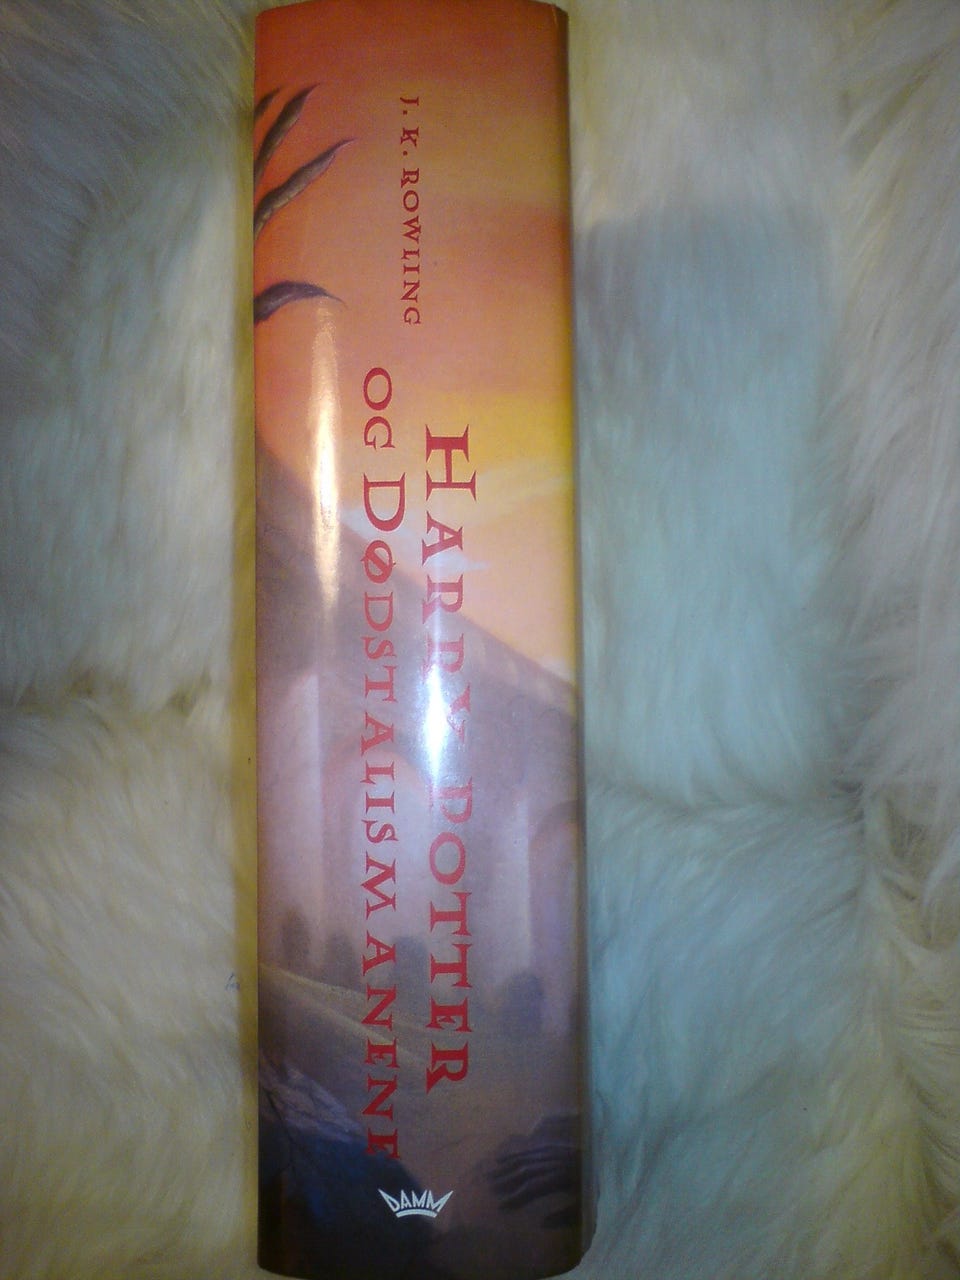 J. K. ROWLING
HARRY POTTER
OG DØDSTALISMANENE
DAMM